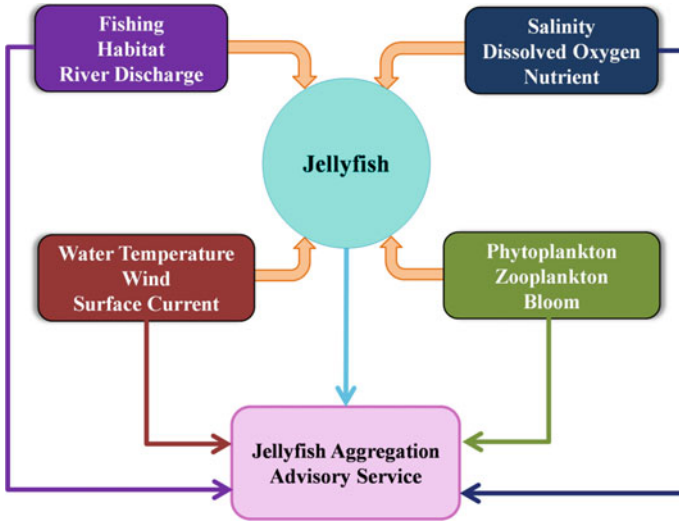 Fishing
Habitat
River Discharge
Salinity
Dissolved Oxygen
Nutrient
Jellyfish
Water Temperature
Wind
Surface Current
Phytoplankton
Zooplankton
Bloom
Jellyfish Aggregation
Advisory Service